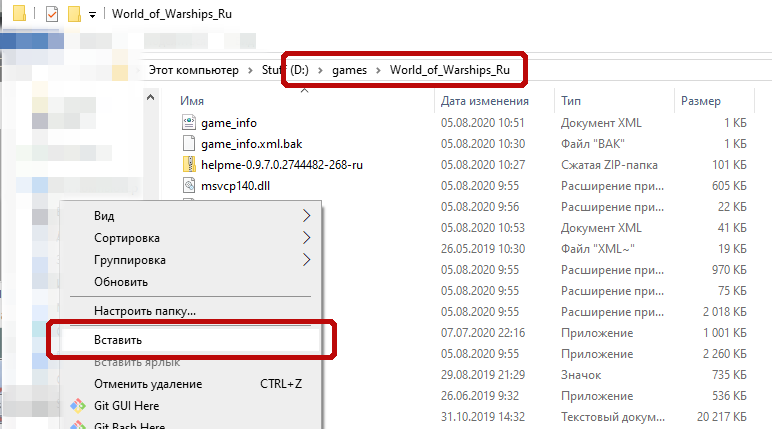 World_of_Warships_Ru
Этот компьютер > Stuff (D:) > games > World_of_Warships_Ru
Имя Дата изменения Тип Размер
game_info 05.08.2020 10:51 Документ XML 1 КБ
game_info.xml.bak 05.08.2020 10:30 Файл "BAK" 1 КБ
helpme-0.9.7.0.2744482-268-ru 05.08.2020 10:27 Сжатая ZIP-папка 101 КБ
msvcp140.dll 05.08.2020 9:55 Расширение при... 605 КБ
05.08.2020 9:56 Расширение при... 22 КБ
Вид 05.08.2020 10:53 Документ XML 41 КБ
Сортировка 26.05.2019 10:30 Файл "XML~" 19 КБ
Группировка 05.08.2020 9:55 Расширение при... 970 КБ
Обновить 05.08.2020 9:55 Расширение при... 75 КБ
Настроить папку... 05.08.2020 9:55 Расширение при... 2 018 КБ
Вставить 07.07.2020 22:16 Приложение 1 001 КБ
Вставить ярлык 05.08.2020 9:55 Приложение 2 260 КБ
Отменить удаление CTRL+Z 29.08.2019 21:29 Значок 735 КБ
Git GUI Here 26.06.2019 9:32 Приложение 536 КБ
Git Bash Here 31.10.2019 14:32 Текстовый докум... 20 217 КБ